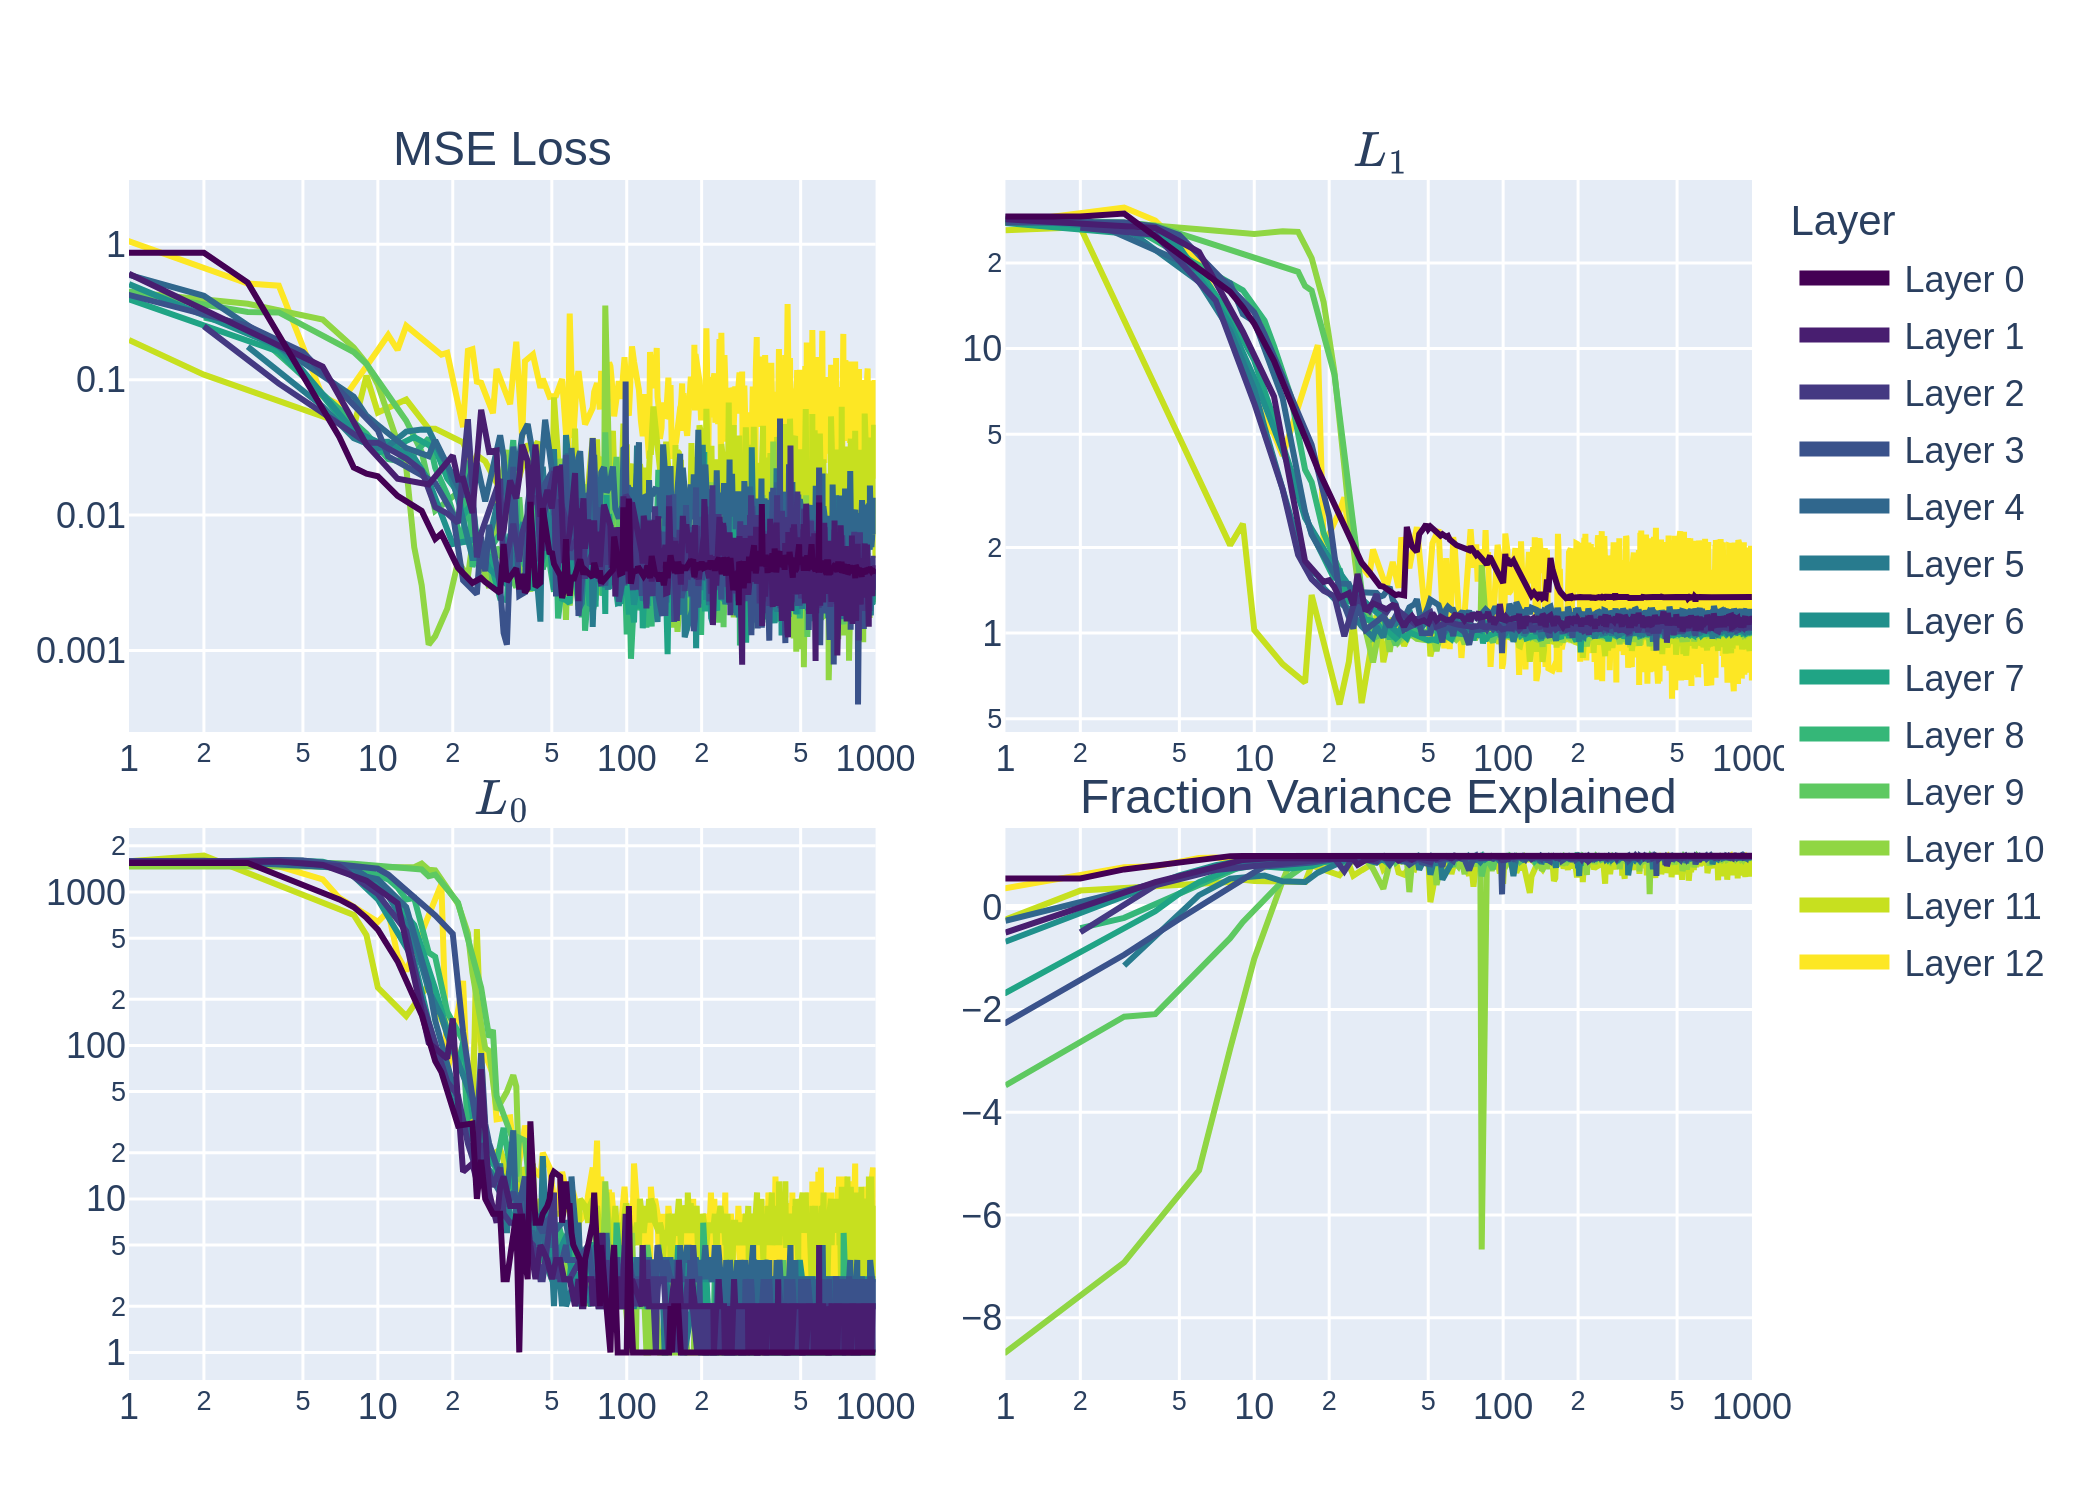 MSE Loss
1
0.1
0.01
0.001
1 2 5 10 2 5 100 2 5 1000
L₁
2
10
5
2
1
5
1 2 5 10 2 5 100 2 5 1000
L₀
2
1000
5
2
100
5
2
10
5
2
1
1 2 5 10 2 5 100 2 5 1000
Fraction Variance Explained
0
−2
−4
−6
−8
1 2 5 10 2 5 100 2 5 1000
Layer
Layer 0
Layer 1
Layer 2
Layer 3
Layer 4
Layer 5
Layer 6
Layer 7
Layer 8
Layer 9
Layer 10
Layer 11
Layer 12